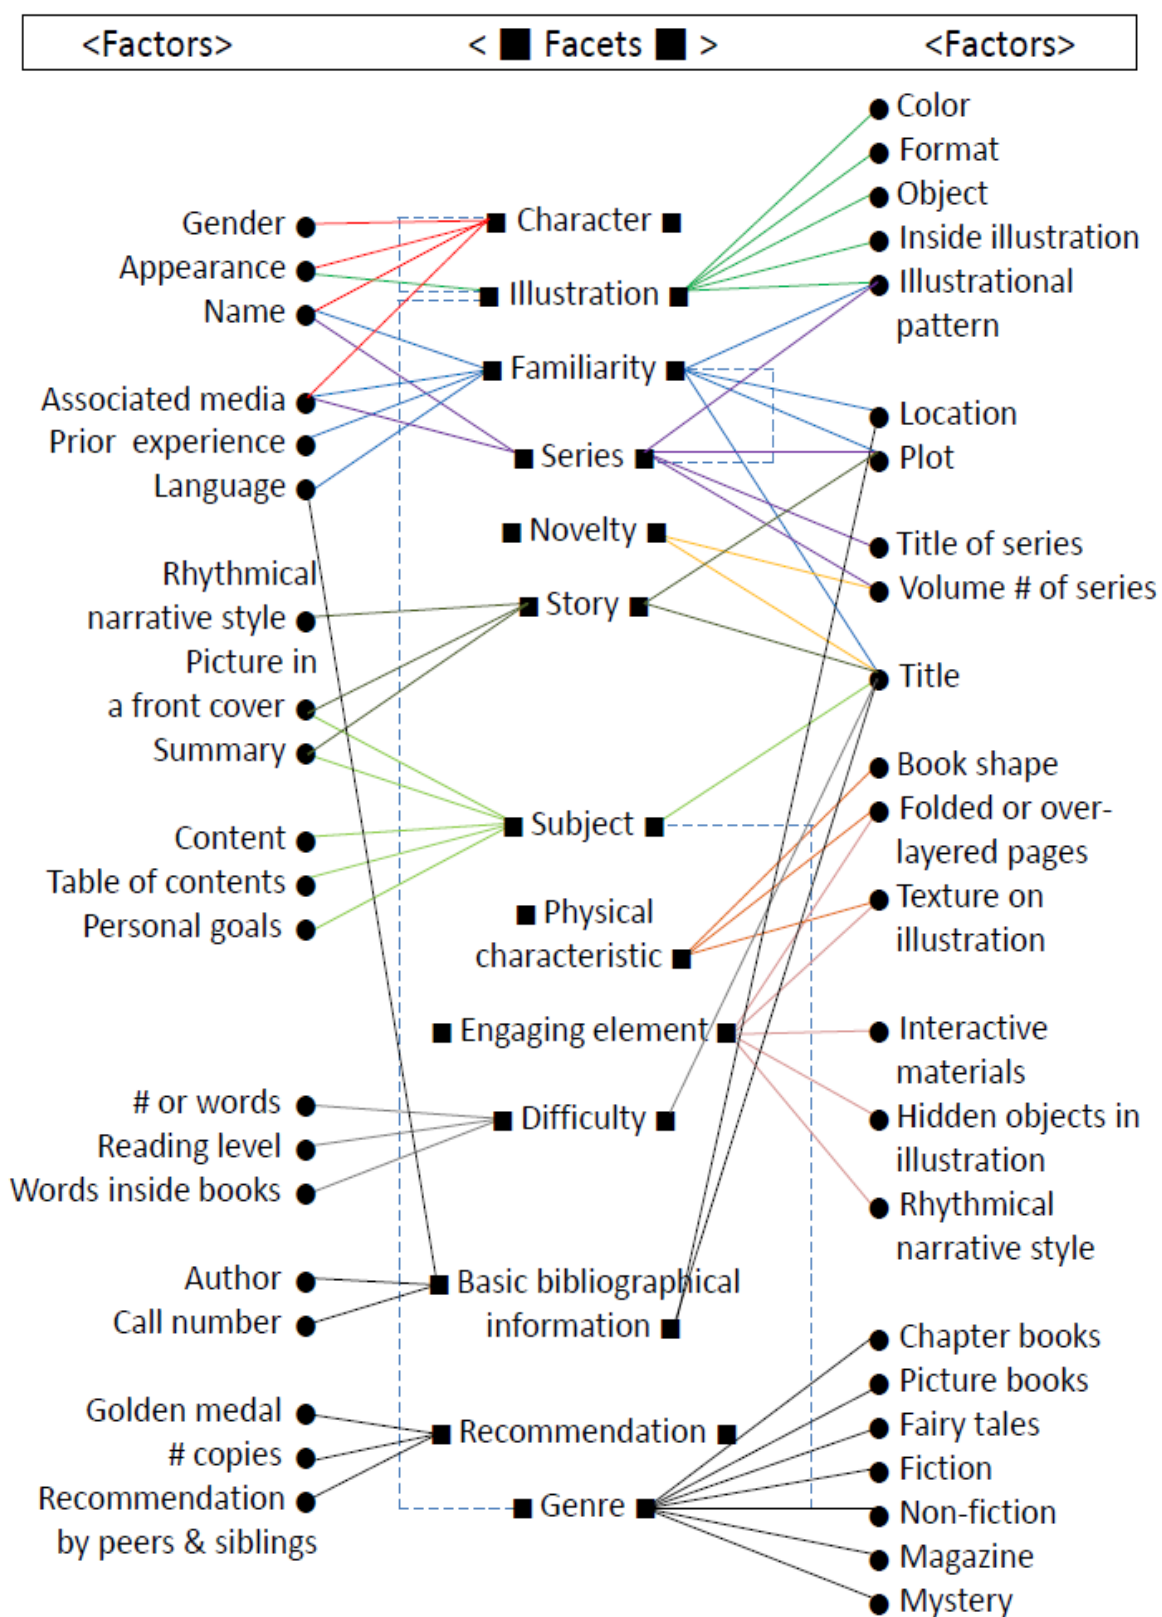 <Factors>
< ■ Facets ■ >
<Factors>
Gender
Appearance
Name
Associated media
Prior experience
Language
Rhythmical
narrative style
Picture in
a front cover
Summary
Content
Table of contents
Personal goals
# or words
Reading level
Words inside books
Author
Call number
Golden medal
# copies
Recommendation
by peers & siblings
Character
Illustration
Familiarity
Series
Novelty
Story
Subject
Physical
characteristic
Engaging element
Difficulty
Basic bibliographical
information
Recommendation
Genre
Color
Format
Object
Inside illustration
Illustrational
pattern
Location
Plot
Title of series
Volume # of series
Title
Book shape
Folded or over-
layered pages
Texture on
illustration
Interactive
materials
Hidden objects in
illustration
Rhythmical
narrative style
Chapter books
Picture books
Fairy tales
Fiction
Non-fiction
Magazine
Mystery